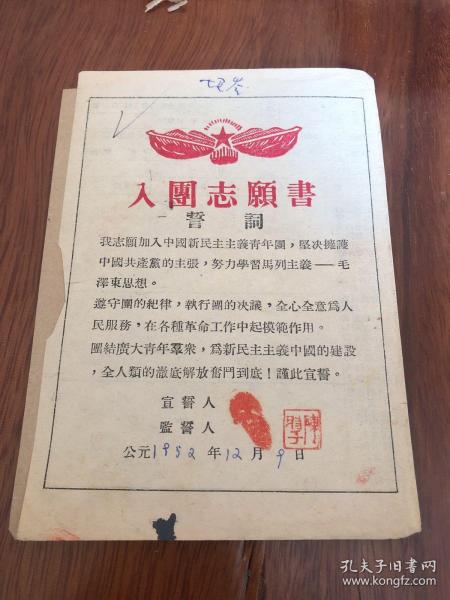 入團志願書
誓詞
我志願加入中國新民主主義青年團，堅決擁護
中國共產黨的主張，努力學習馬列主義——毛
澤東思想。
遵守團的紀律，執行團的決議，全心全意爲人
民服務，在各種革命工作中起模範作用。
團結廣大青年羣衆，爲新民主主義中國的建設
，全人類的澈底解放奮鬥到底！謹此宣誓。
宣誓人
監誓人
公元1952年12月9日
孔夫子旧书网
www.kongfz.com